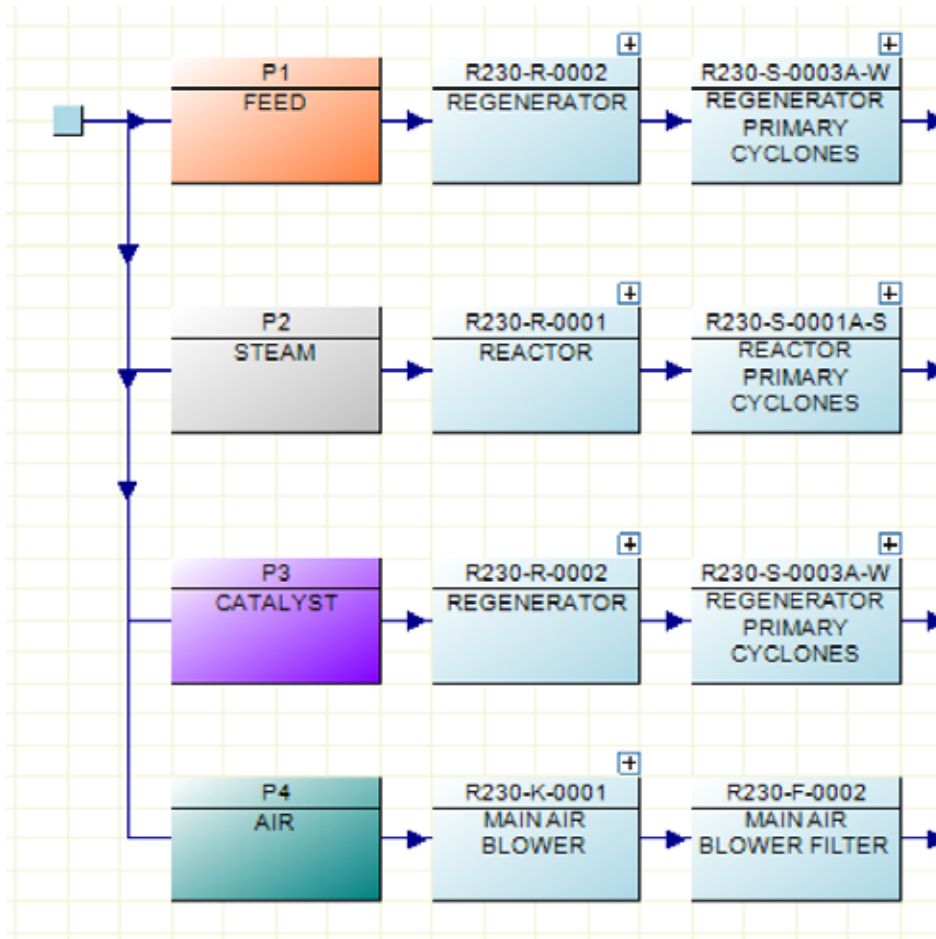 P1
FEED
R230-R-0002
REGENERATOR
R230-S-0003A-W
REGENERATOR
PRIMARY
CYCLONES
P2
STEAM
R230-R-0001
REACTOR
R230-S-0001A-S
REACTOR
PRIMARY
CYCLONES
P3
CATALYST
R230-R-0002
REGENERATOR
R230-S-0003A-W
REGENERATOR
PRIMARY
CYCLONES
P4
AIR
R230-K-0001
MAIN AIR
BLOWER
R230-F-0002
MAIN AIR
BLOWER FILTER